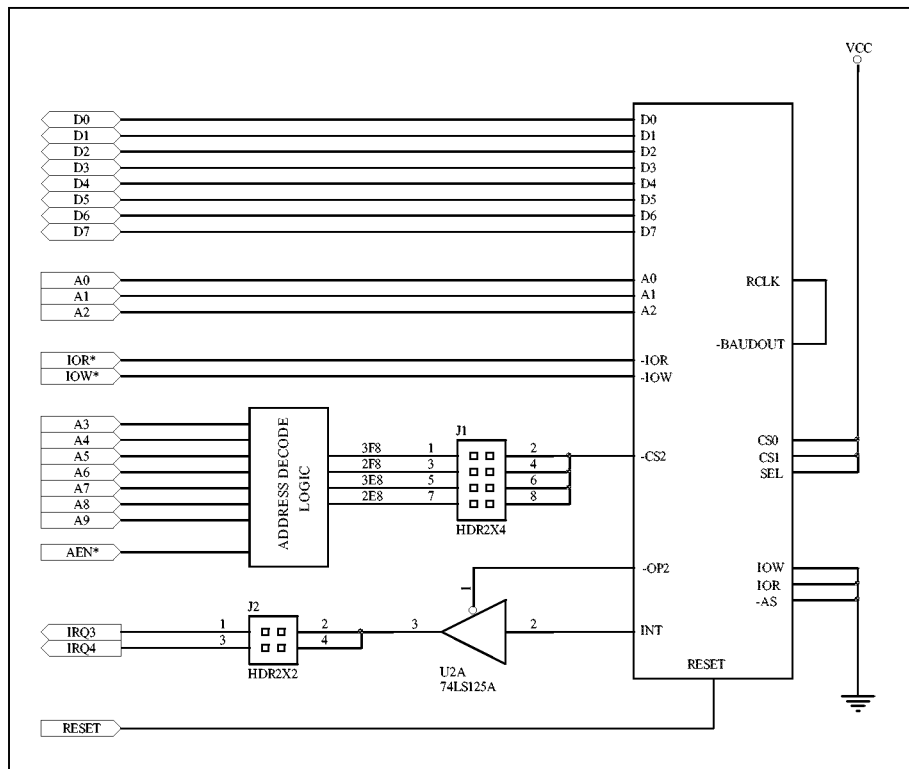 VCC
D0 D0
D1 D1
D2 D2
D3 D3
D4 D4
D5 D5
D6 D6
D7 D7
A0 A0 RCLK
A1 A1
A2 A2
-BAUDOUT
IOR* -IOR
IOW* -IOW
A3 J1
A4 CS0
A5 3F8 1 2 -CS2 CS1
A6 2F8 3 4 SEL
A7 3E8 5 6
A8 2E8 7 8
A9
ADDRESS DECODE
LOGIC
HDR2X4
AEN*
-OP2 IOW
1 IOR
J2 -AS
IRQ3 1 2 3 2 INT
IRQ4 3 4
HDR2X2
U2A
74LS125A
RESET
RESET